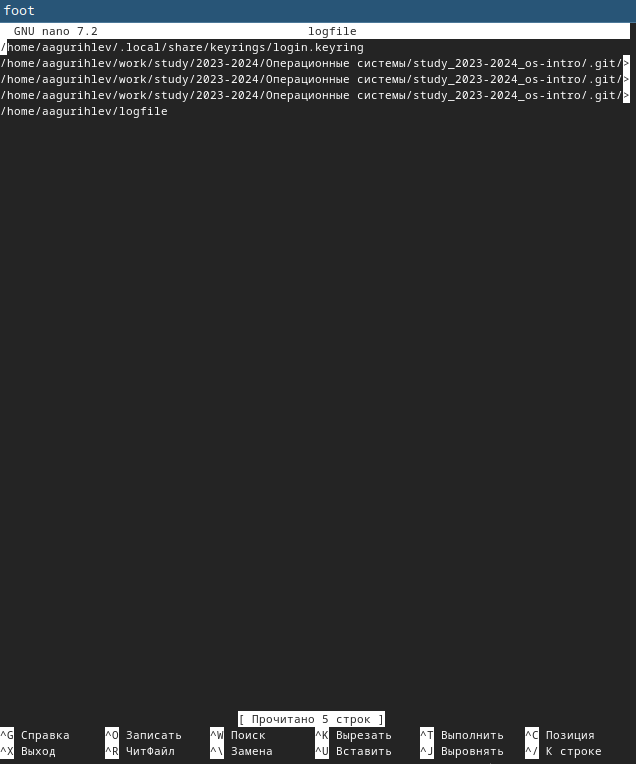 foot
GNU nano 7.2 logfile
/home/aagurihlev/.local/share/keyrings/login.keyring
/home/aagurihlev/work/study/2023-2024/Операционные системы/study_2023-2024_os-intro/.git/>
/home/aagurihlev/work/study/2023-2024/Операционные системы/study_2023-2024_os-intro/.git/>
/home/aagurihlev/work/study/2023-2024/Операционные системы/study_2023-2024_os-intro/.git/>
/home/aagurihlev/logfile
[ Прочитано 5 строк ]
^G Справка ^O Записать ^W Поиск ^K Вырезать ^T Выполнить ^C Позиция
^X Выход ^R ЧитФайл ^\ Замена ^U Вставить ^J Выровнять ^/ К строке